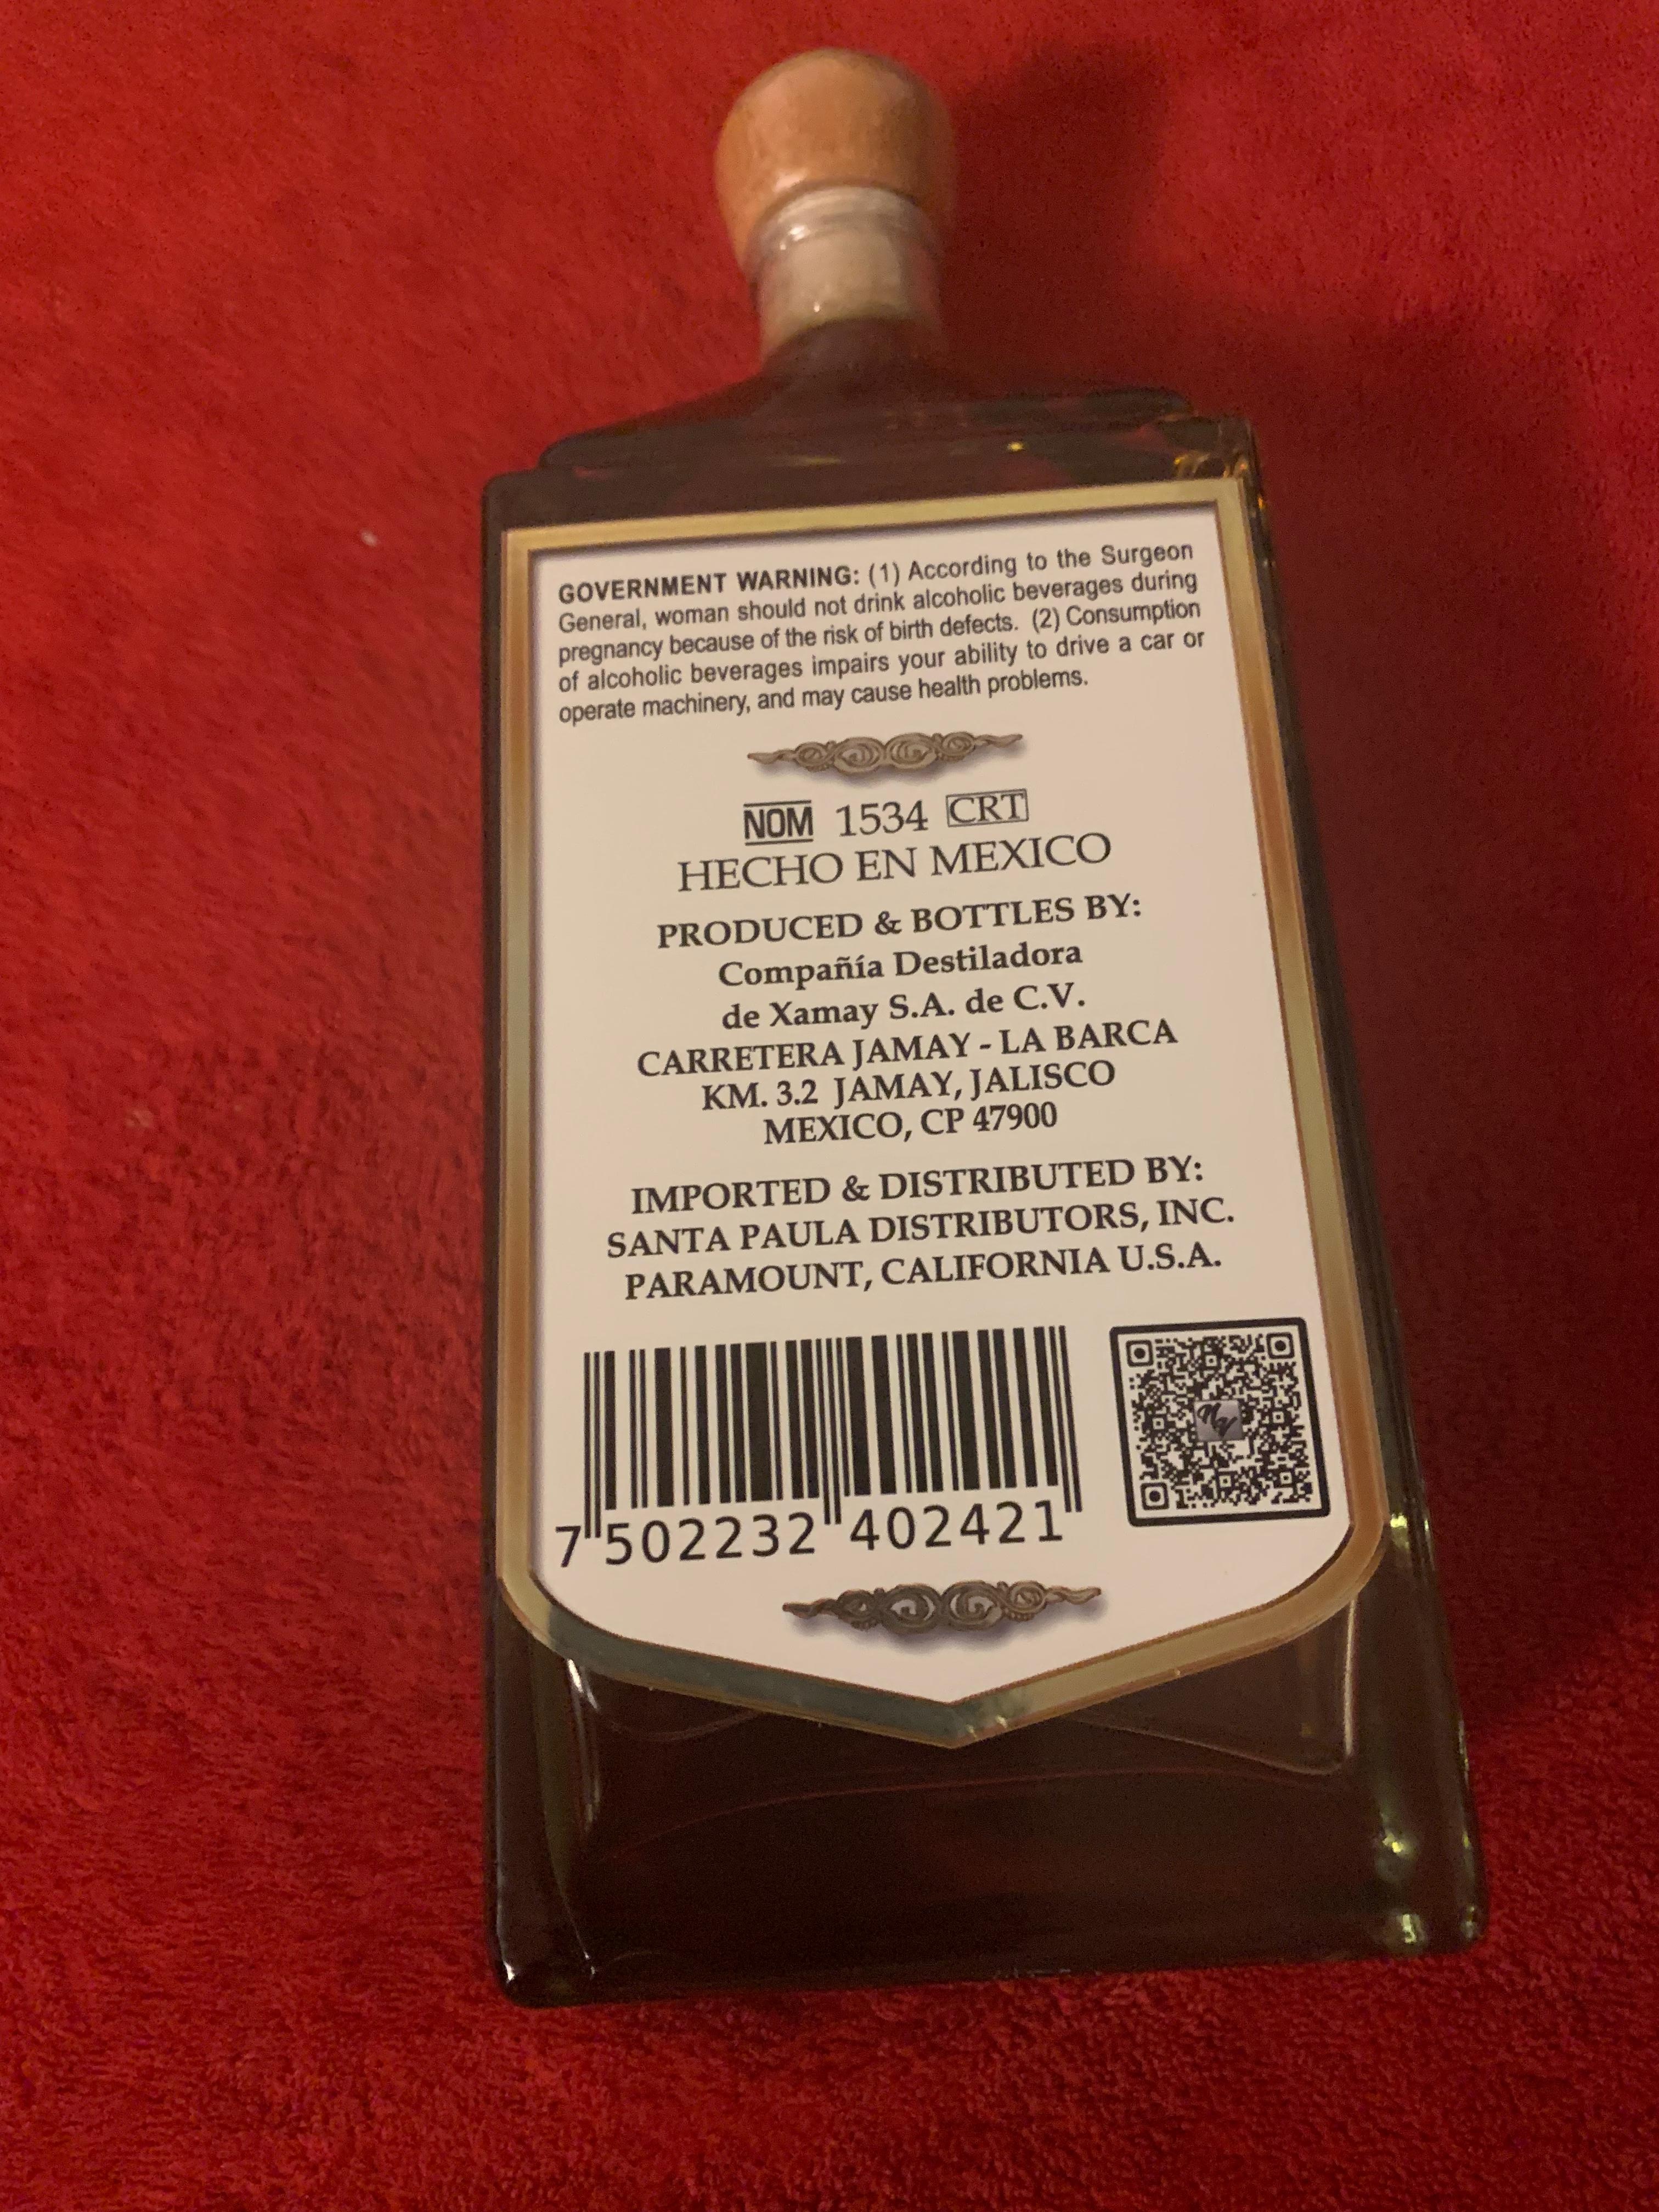 GOVERNMENT WARNING: (1) According to the Surgeon
General, woman should not drink alcoholic beverages during
pregnancy because of the risk of birth defects. (2) Consumption
of alcoholic beverages impairs your ability to drive a car or
operate machinery, and may cause health problems.
NOM 1534 CRT
HECHO EN MEXICO
PRODUCED & BOTTLES BY:
Compañía Destiladora
de Xamay S.A. de C.V.
CARRETERA JAMAY - LA BARCA
KM. 3.2 JAMAY, JALISCO
MEXICO, CP 47900
IMPORTED & DISTRIBUTED BY:
SANTA PAULA DISTRIBUTORS, INC.
PARAMOUNT, CALIFORNIA U.S.A.
7 502232 402421